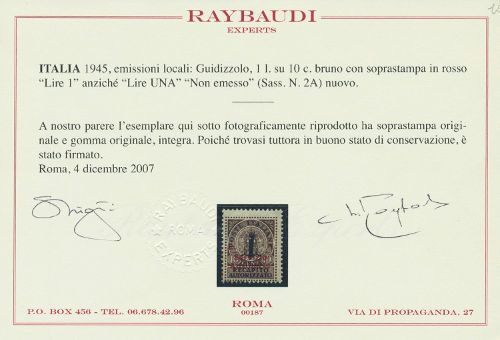 RAYBAUDI
EXPERTS
ITALIA 1945, emissioni locali: Guidizzolo, 1 l. su 10 c. bruno con soprastampa in rosso
“Lire 1” anziché “Lire UNA” “Non emesso” (Sass. N. 2A) nuovo.
A nostro parere l'esemplare qui sotto fotograficamente riprodotto ha soprastampa origi-
nale e gomma originale, integra. Poiché trovasi tuttora in buono stato di conservazione, è
stato firmato.
Roma, 4 dicembre 2007
RAYBAUDI
ROMA
EXPERTS
RECAPITO
AUTORIZZATO
P.O. BOX 456 - TEL. 06.678.42.96
ROMA
00187
VIA DI PROPAGANDA, 27